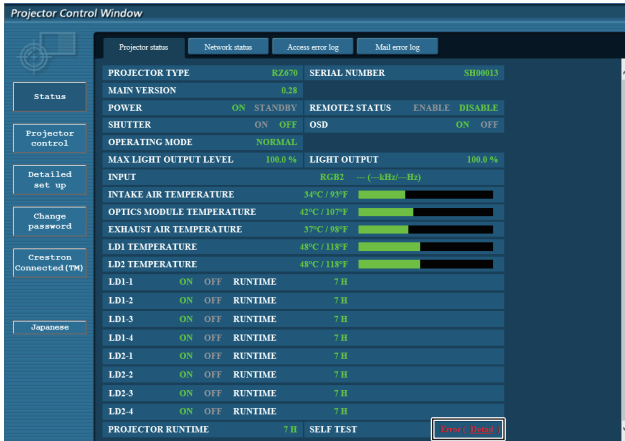 Projector Control Window
Projector status Network status Access error log Mail error log
Status
Projector control
Detailed set up
Change password
Crestron Connected(TM)
Japanese
PROJECTOR TYPE RZ670 SERIAL NUMBER SH00013
MAIN VERSION 0.28
POWER ON STANDBY REMOTE2 STATUS ENABLE DISABLE
SHUTTER ON OFF OSD ON OFF
OPERATING MODE NORMAL
MAX LIGHT OUTPUT LEVEL 100.0 % LIGHT OUTPUT 100.0 %
INPUT RGB2 --- (---kHz/---Hz)
INTAKE AIR TEMPERATURE 34°C / 93°F
OPTICS MODULE TEMPERATURE 42°C / 107°F
EXHAUST AIR TEMPERATURE 37°C / 98°F
LD1 TEMPERATURE 48°C / 118°F
LD2 TEMPERATURE 48°C / 118°F
LD1-1 ON OFF RUNTIME 7 H
LD1-2 ON OFF RUNTIME 7 H
LD1-3 ON OFF RUNTIME 7 H
LD1-4 ON OFF RUNTIME 7 H
LD2-1 ON OFF RUNTIME 7 H
LD2-2 ON OFF RUNTIME 7 H
LD2-3 ON OFF RUNTIME 7 H
LD2-4 ON OFF RUNTIME 7 H
PROJECTOR RUNTIME 7 H SELF TEST Error ( Detail )